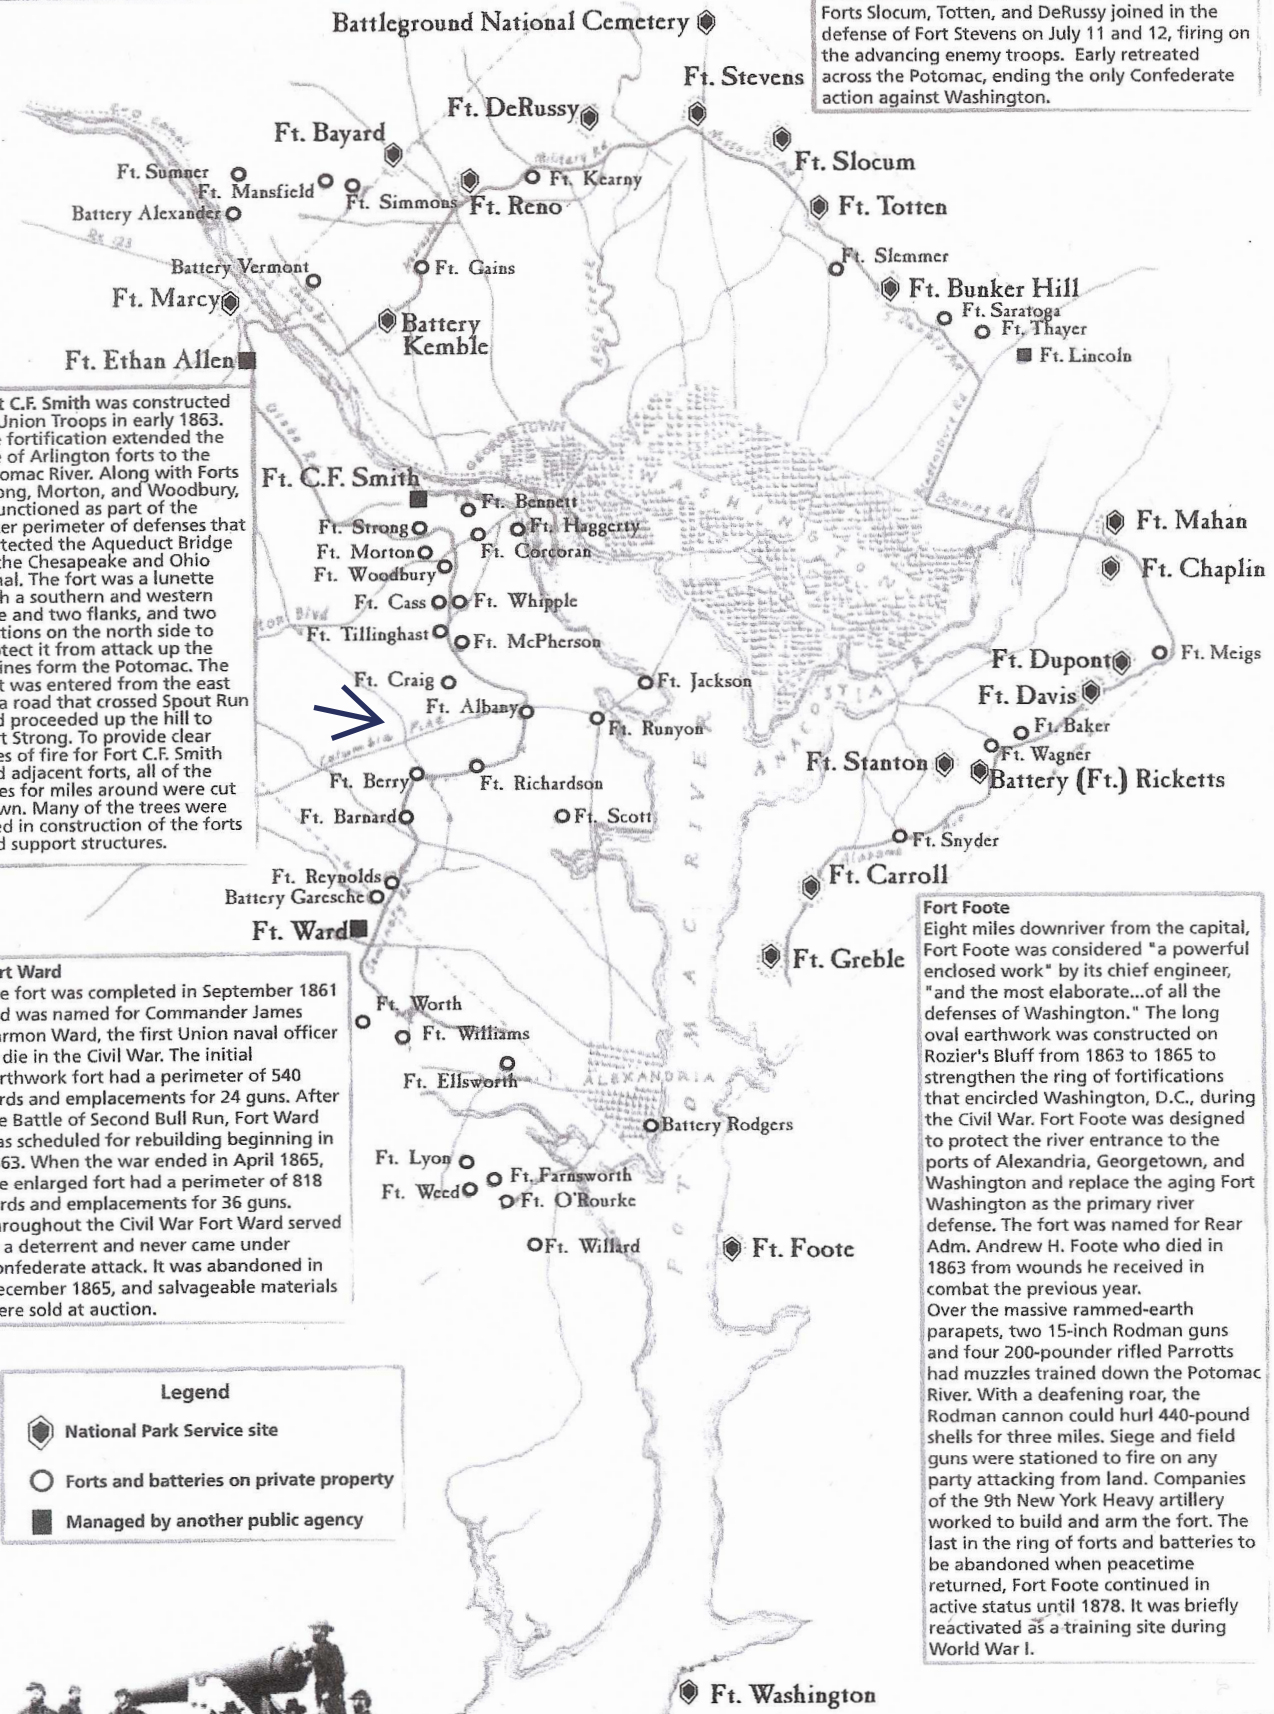 Battleground National Cemetery
Forts Slocum, Totten, and DeRussy joined in the
defense of Fort Stevens on July 11 and 12, firing on
the advancing enemy troops. Early retreated
across the Potomac, ending the only Confederate
action against Washington.
Ft. Stevens
Ft. DeRussy
Ft. Bayard
Ft. Slocum
Military Rd
Ft. Sumner
Ft. Mansfield
Ft. Simmons
Ft. Reno
Ft. Kearny
Ft. Totten
Battery Alexander
Rt 123
Ft. Slemmer
Battery Vermont
Ft. Gains
Ft. Marcy
Battery
Kemble
Ft. Bunker Hill
Ft. Saratoga
Ft. Thayer
Ft. Lincoln
Ft. Ethan Allen
t C.F. Smith was constructed
Union Troops in early 1863.
fortification extended the
of Arlington forts to the
omac River. Along with Forts
ong, Morton, and Woodbury,
unctioned as part of the
er perimeter of defenses that
tected the Aqueduct Bridge
the Chesapeake and Ohio
nal. The fort was a lunette
h a southern and western
e and two flanks, and two
tions on the north side to
tect it from attack up the
ines form the Potomac. The
t was entered from the east
a road that crossed Spout Run
d proceeded up the hill to
rt Strong. To provide clear
es of fire for Fort C.F. Smith
d adjacent forts, all of the
es for miles around were cut
wn. Many of the trees were
ed in construction of the forts
d support structures.
GEORGETOWN
WASHINGTON
Ft. C.F. Smith
Ft. Bennett
Ft. Strong
Ft. Haggerty
Ft. Corcoran
Ft. Morton
Ft. Woodbury
Ft. Cass
Ft. Whipple
Blvd
Ft. Tillinghast
Ft. McPherson
Ft. Craig
Ft. Jackson
Ft. Albany
Ft. Runyon
Columbia Pike
Ft. Berry
Ft. Richardson
Ft. Barnard
Ft. Scott
Ft. Reynolds
Battery Garesche
Ft. Ward
Benning Rd
Ft. Mahan
Ft. Chaplin
Ft. Meigs
Ft. Dupont
Ft. Davis
ANACOSTIA
Ft. Baker
Ft. Wagner
Ft. Stanton
Battery (Ft.) Ricketts
Ft. Snyder
Alabama Ave
Ft. Carroll
Ft. Greble
POTOMAC RIVER
rt Ward
e fort was completed in September 1861
d was named for Commander James
armon Ward, the first Union naval officer
die in the Civil War. The initial
rthwork fort had a perimeter of 540
rds and emplacements for 24 guns. After
e Battle of Second Bull Run, Fort Ward
as scheduled for rebuilding beginning in
63. When the war ended in April 1865,
e enlarged fort had a perimeter of 818
rds and emplacements for 36 guns.
hroughout the Civil War Fort Ward served
a deterrent and never came under
onfederate attack. It was abandoned in
ecember 1865, and salvageable materials
ere sold at auction.
Ft. Worth
Ft. Williams
Ft. Ellsworth
ALEXANDRIA
Battery Rodgers
Ft. Lyon
Ft. Farnsworth
Ft. Weed
Ft. O'Rourke
Ft. Willard
Ft. Foote
Ft. Washington
Fort Foote
Eight miles downriver from the capital,
Fort Foote was considered "a powerful
enclosed work" by its chief engineer,
"and the most elaborate...of all the
defenses of Washington." The long
oval earthwork was constructed on
Rozier's Bluff from 1863 to 1865 to
strengthen the ring of fortifications
that encircled Washington, D.C., during
the Civil War. Fort Foote was designed
to protect the river entrance to the
ports of Alexandria, Georgetown, and
Washington and replace the aging Fort
Washington as the primary river
defense. The fort was named for Rear
Adm. Andrew H. Foote who died in
1863 from wounds he received in
combat the previous year.
Over the massive rammed-earth
parapets, two 15-inch Rodman guns
and four 200-pounder rifled Parrotts
had muzzles trained down the Potomac
River. With a deafening roar, the
Rodman cannon could hurl 440-pound
shells for three miles. Siege and field
guns were stationed to fire on any
party attacking from land. Companies
of the 9th New York Heavy artillery
worked to build and arm the fort. The
last in the ring of forts and batteries to
be abandoned when peacetime
returned, Fort Foote continued in
active status until 1878. It was briefly
reactivated as a training site during
World War I.
Legend
National Park Service site
Forts and batteries on private property
Managed by another public agency